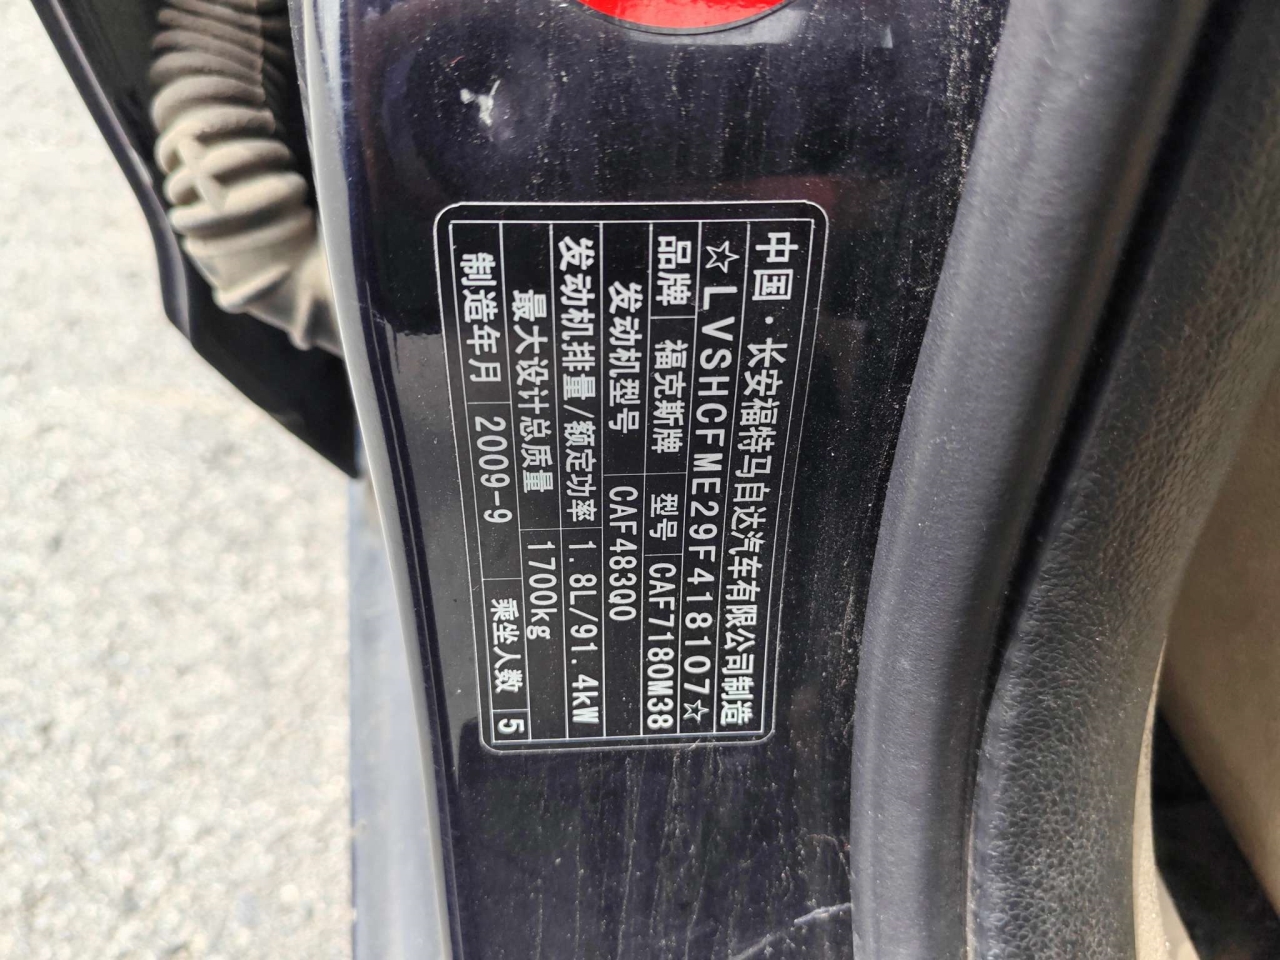 中国·长安福特马自达汽车有限公司制造
☆LVSHCFME29F418107☆
品牌 福克斯牌 型号 CAF7180M38
发动机型号 CAF483Q0
发动机排量/额定功率 1.8L/91.4kW
最大设计总质量 1700kg
制造年月 2009-9 乘坐人数 5